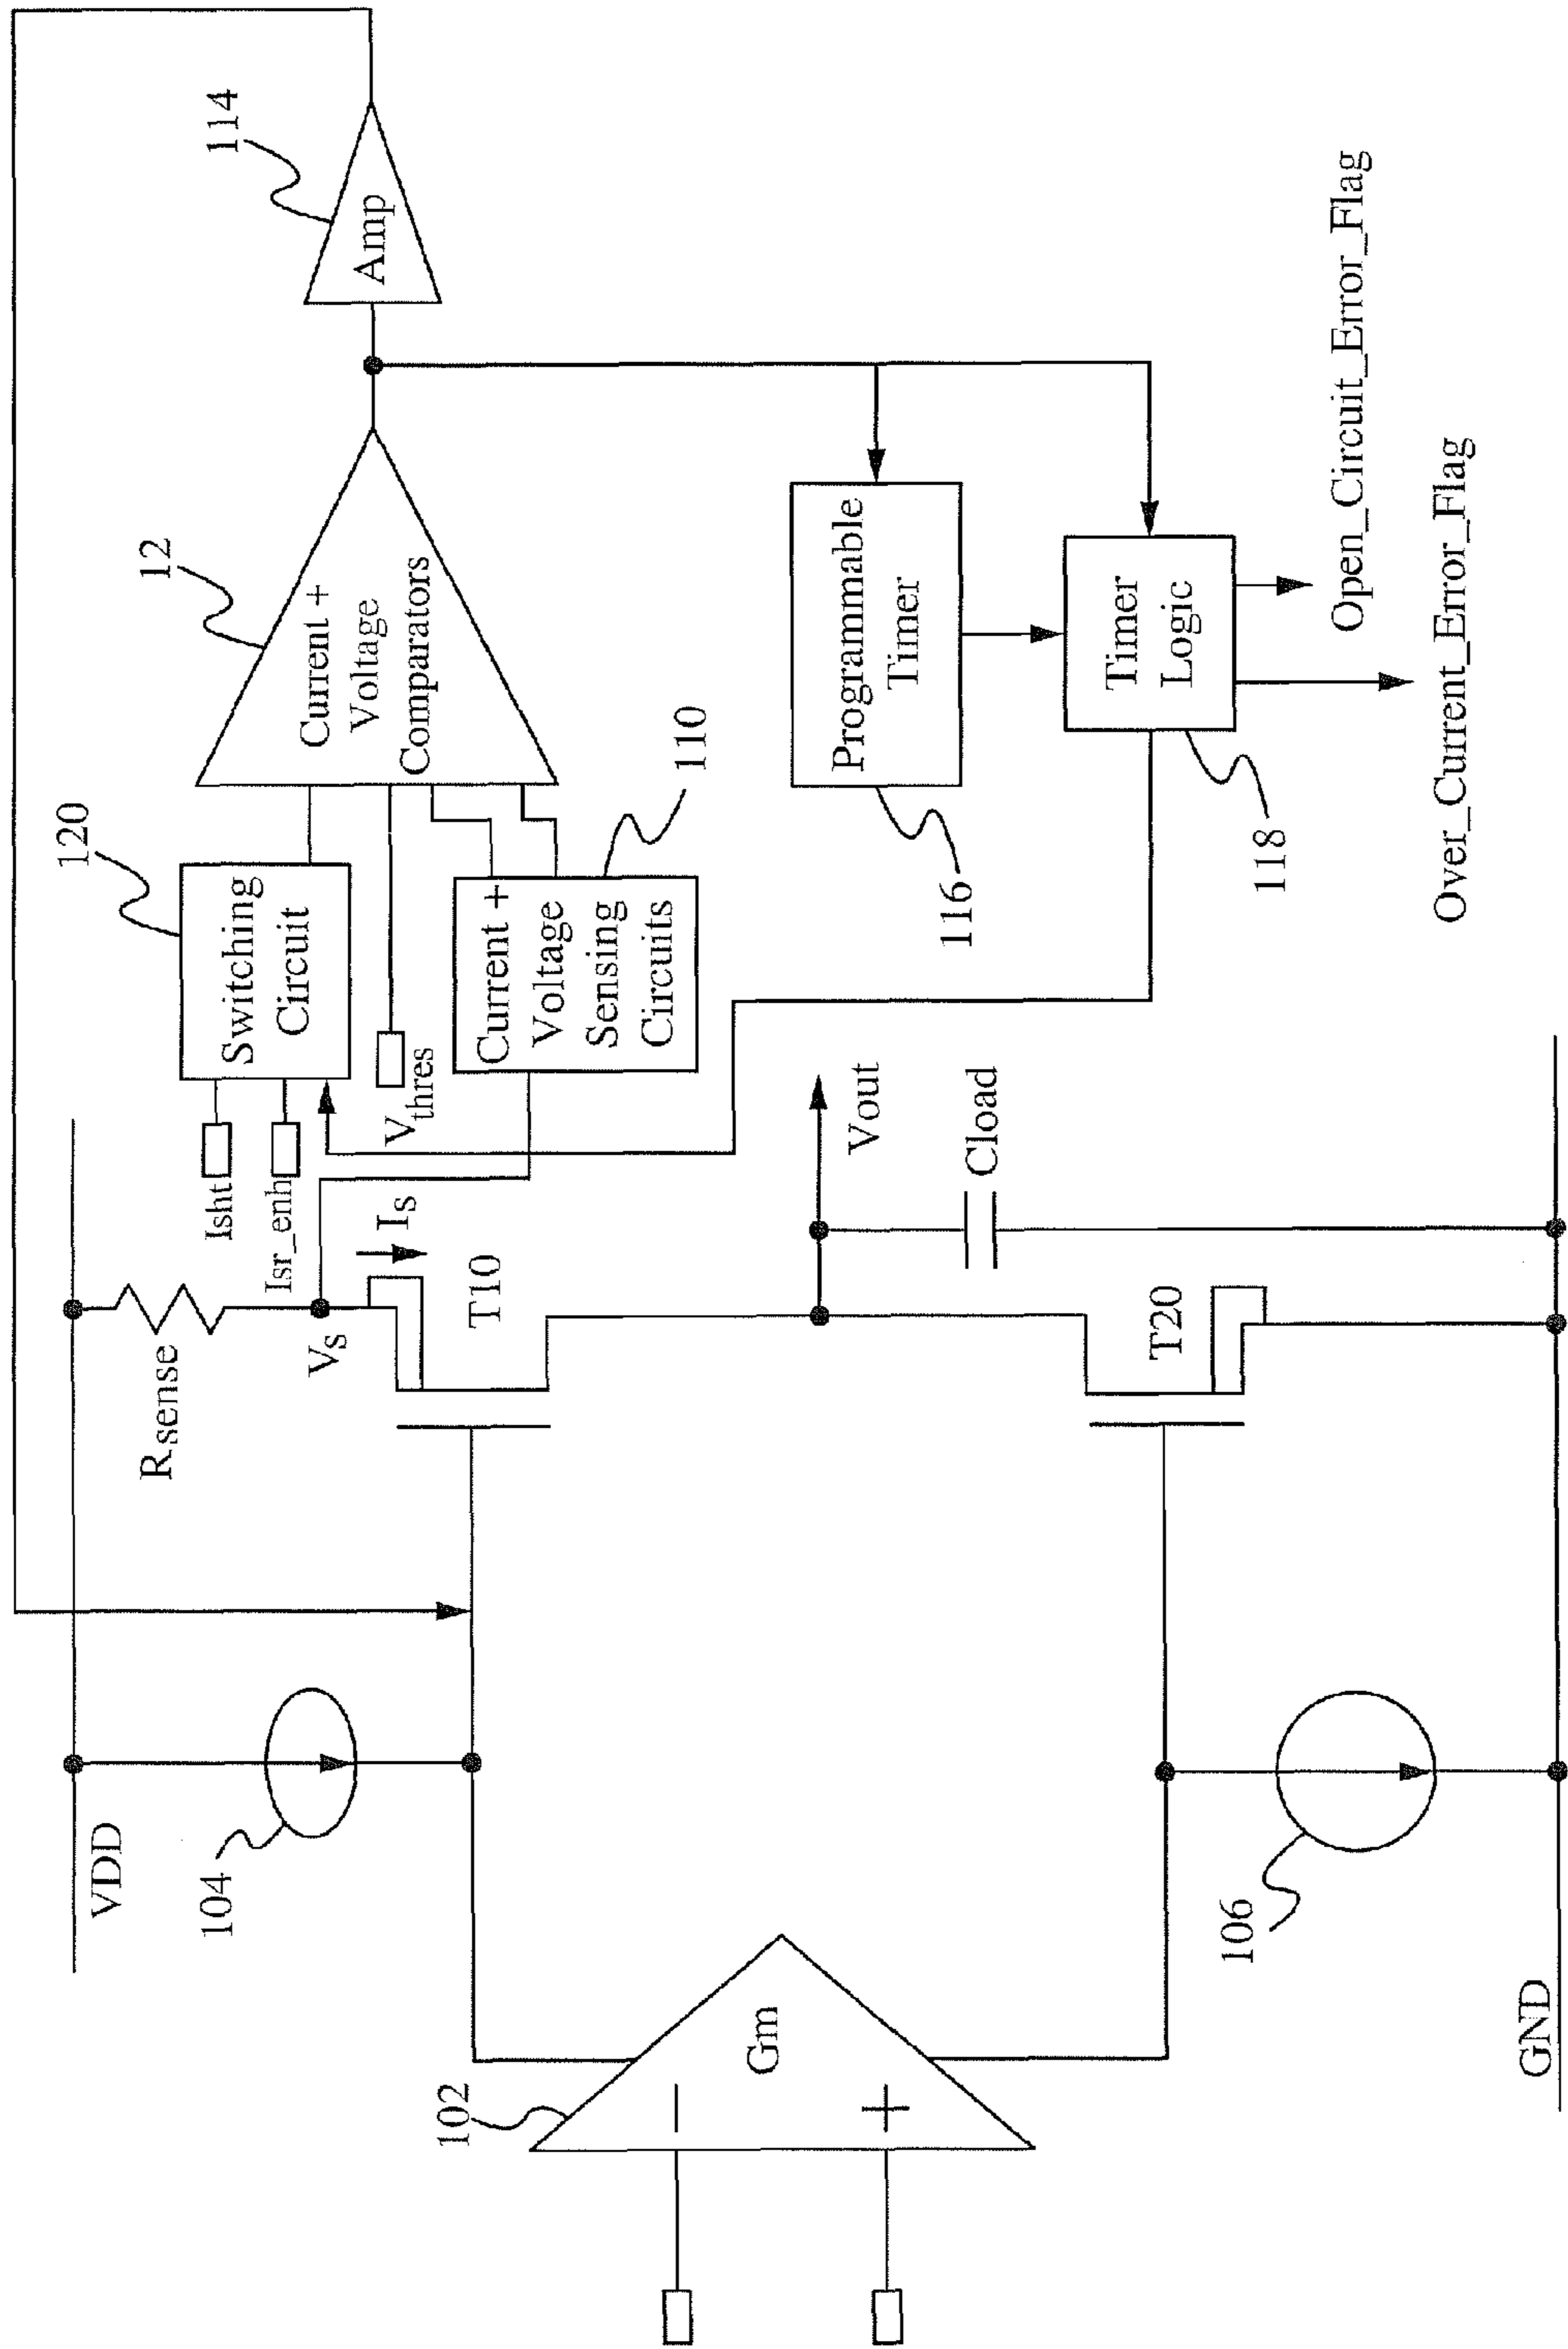 VDD
104
Rsense
Vs
Is
T10
Isht
Isr_enh
Vthres
120
Switching
Circuit
Current +
Voltage
Sensing
Circuits
110
12
Current +
Voltage
Comparators
114
Amp
102
Gm
−
+
Vout
Cload
T20
106
GND
Programmable
Timer
116
Timer
Logic
118
Open_Circuit_Error_Flag
Over_Current_Error_Flag